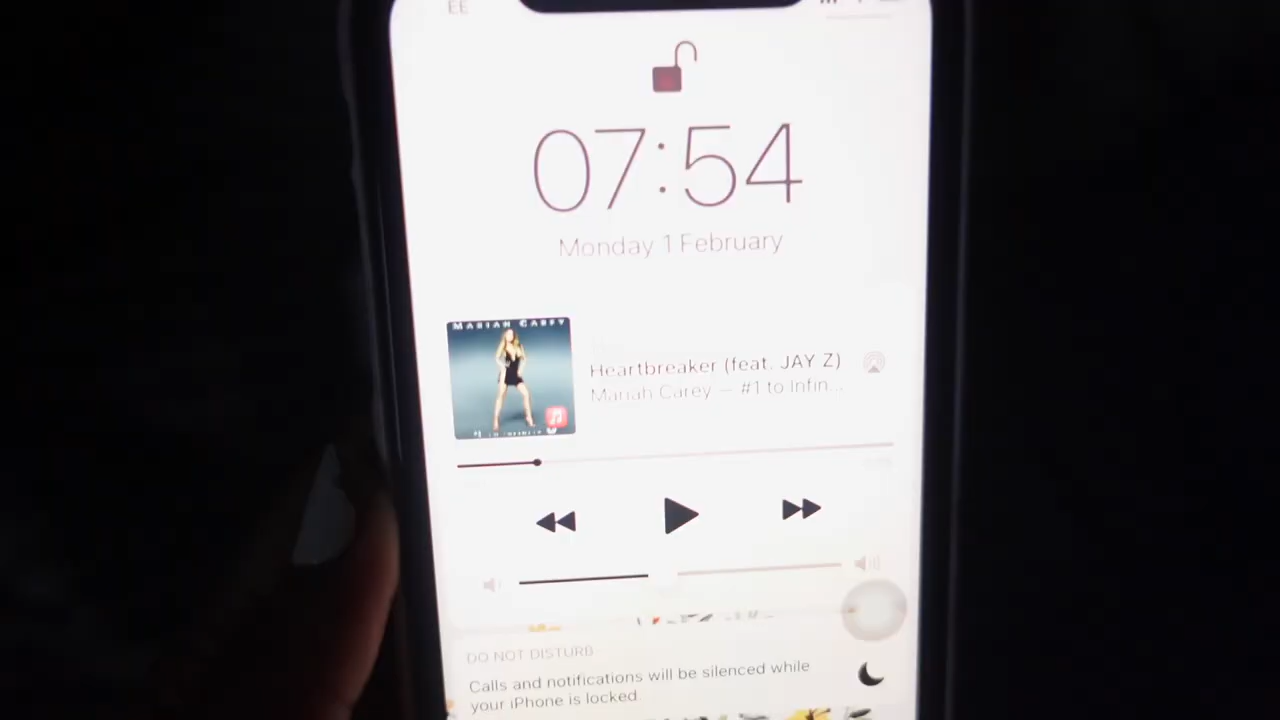 EE
07:54
Monday 1 February
MARIAH CAREY
Heartbreaker (feat. JAY Z)
Mariah Carey — #1 to Infin...
DO NOT DISTURB
Calls and notifications will be silenced while
your iPhone is locked.